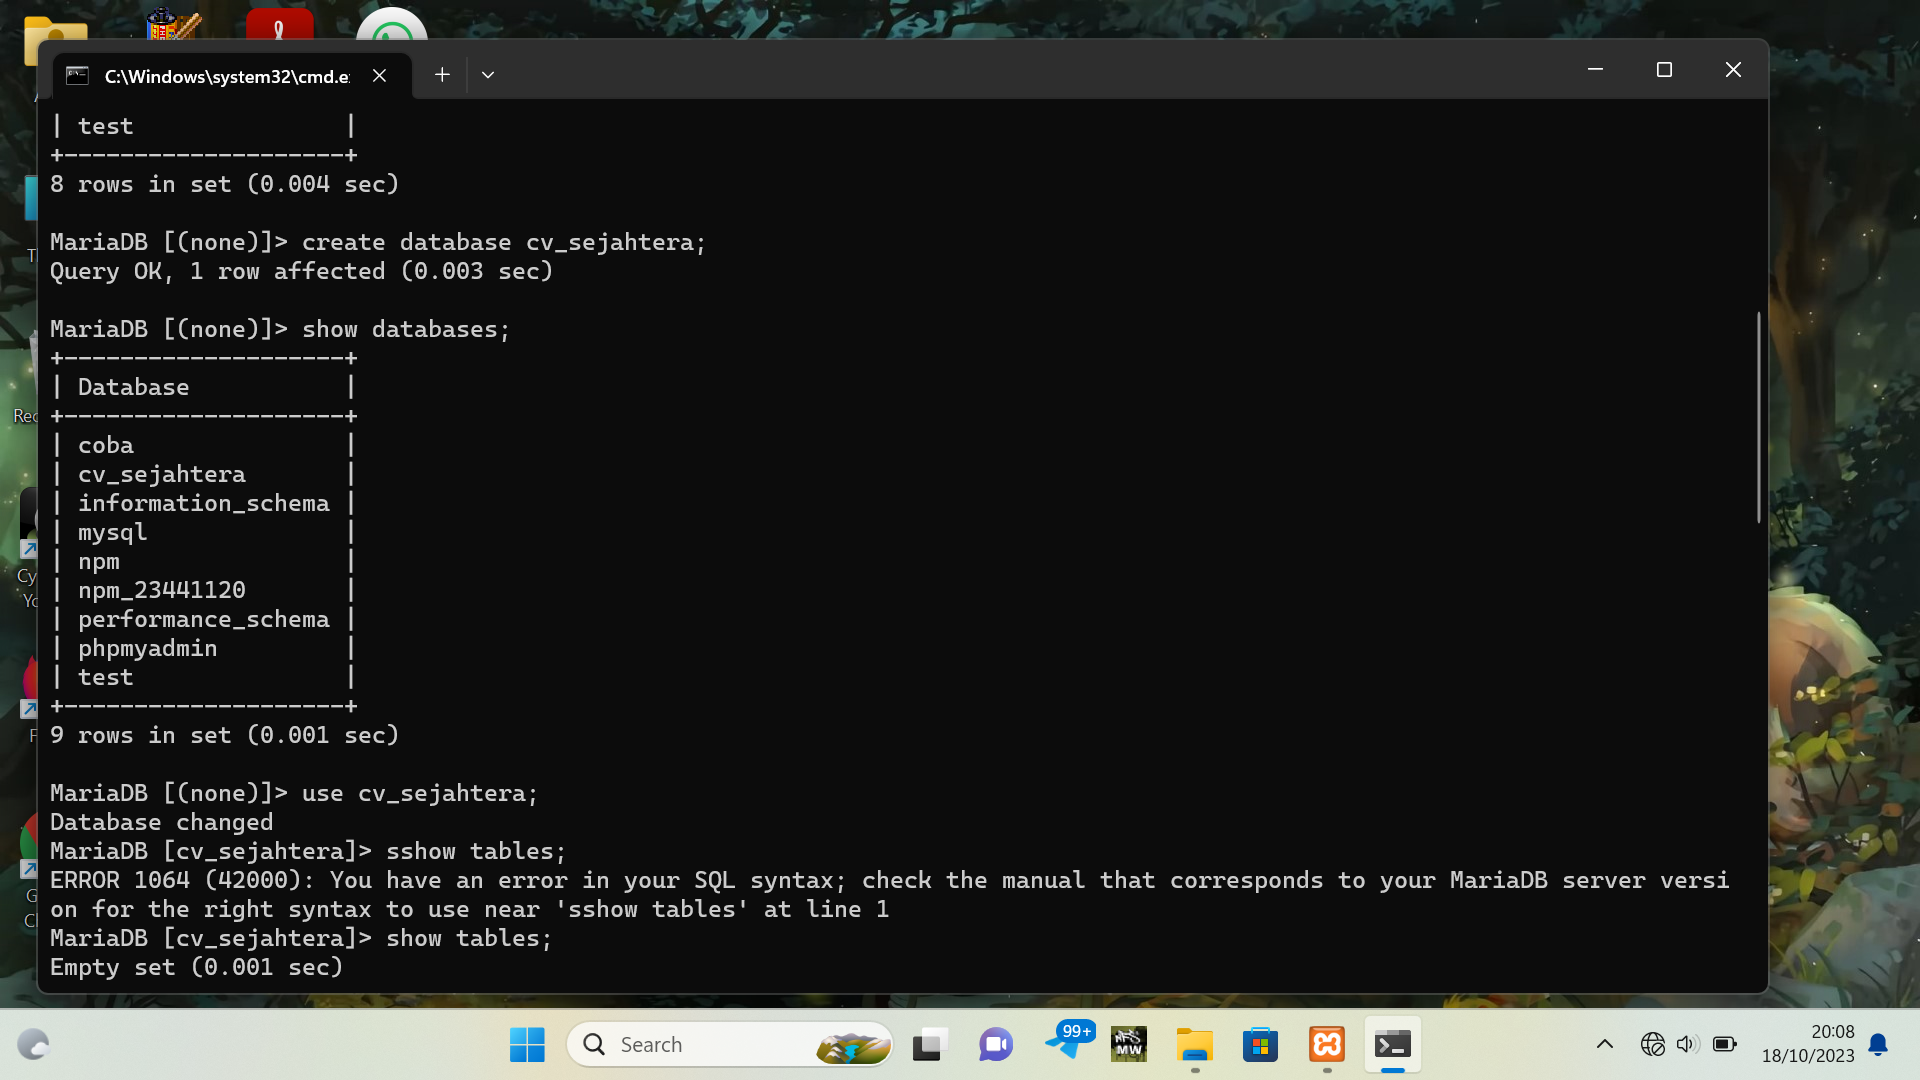 C:\Windows\system32\cmd.e
| test |
+--------------------+
8 rows in set (0.004 sec)
MariaDB [(none)]> create database cv_sejahtera;
Query OK, 1 row affected (0.003 sec)
MariaDB [(none)]> show databases;
+--------------------+
| Database |
+--------------------+
| coba |
| cv_sejahtera |
| information_schema |
| mysql |
| npm |
| npm_23441120 |
| performance_schema |
| phpmyadmin |
| test |
+--------------------+
9 rows in set (0.001 sec)
MariaDB [(none)]> use cv_sejahtera;
Database changed
MariaDB [cv_sejahtera]> sshow tables;
ERROR 1064 (42000): You have an error in your SQL syntax; check the manual that corresponds to your MariaDB server versi
on for the right syntax to use near 'sshow tables' at line 1
MariaDB [cv_sejahtera]> show tables;
Empty set (0.001 sec)
Search
99+
NFS
MW
20:08
18/10/2023